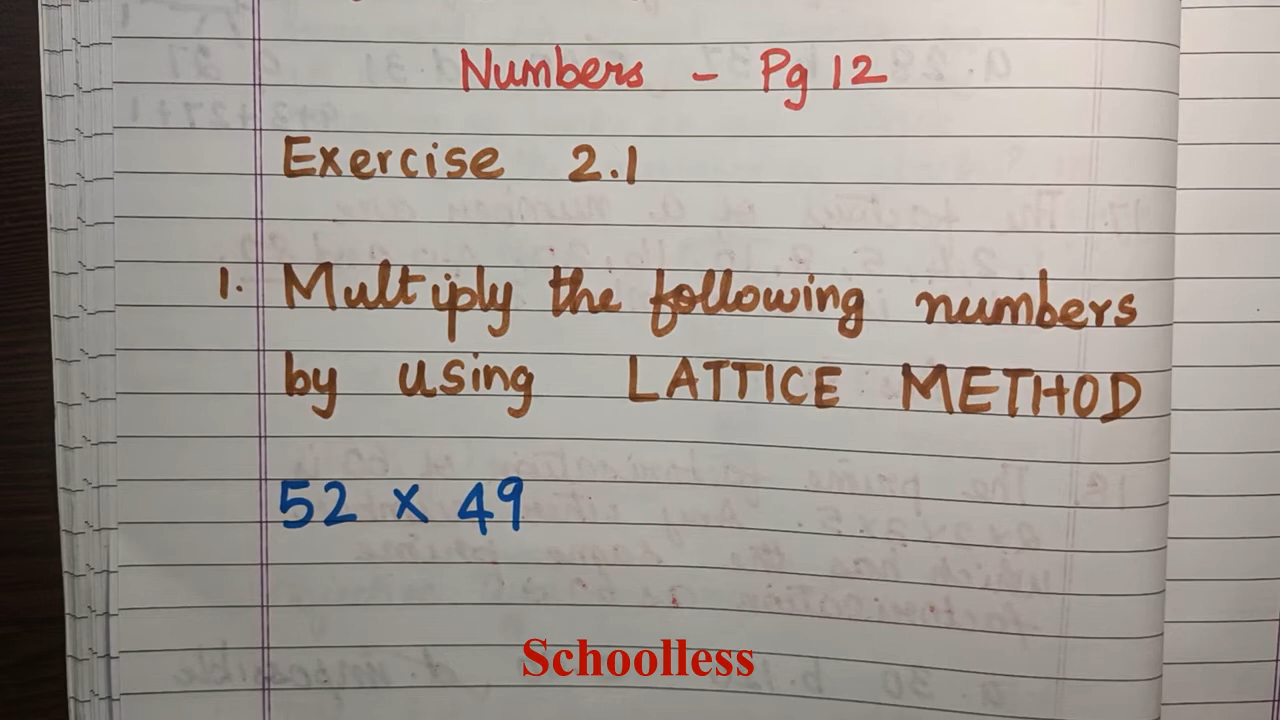 Numbers - Pg 12
Exercise 2.1
1. Multiply the following numbers
by using LATTICE METHOD
52 × 49
Schoolless